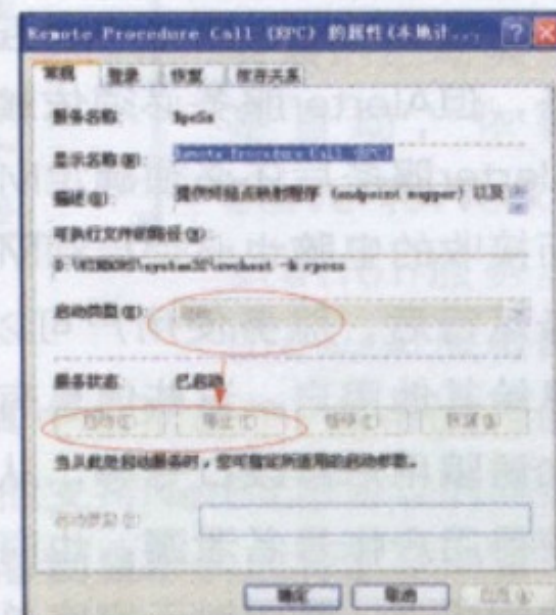 Remote Procedure Call (RPC) 的属性(本地计...
常规 登录 恢复 依存关系
服务名称: RpcSs
显示名称(N): Remote Procedure Call (RPC)
描述(D): 提供终结点映射程序 (endpoint mapper) 以及
可执行文件的路径(H):
D:\WINDOWS\system32\svchost -k rpcss
启动类型(E): 自动
服务状态: 已启动
启动(S) 停止(T) 暂停(P) 恢复(R)
当从此处启动服务时,您可指定所适用的启动参数。
启动参数(M):
确定 取消 应用(A)